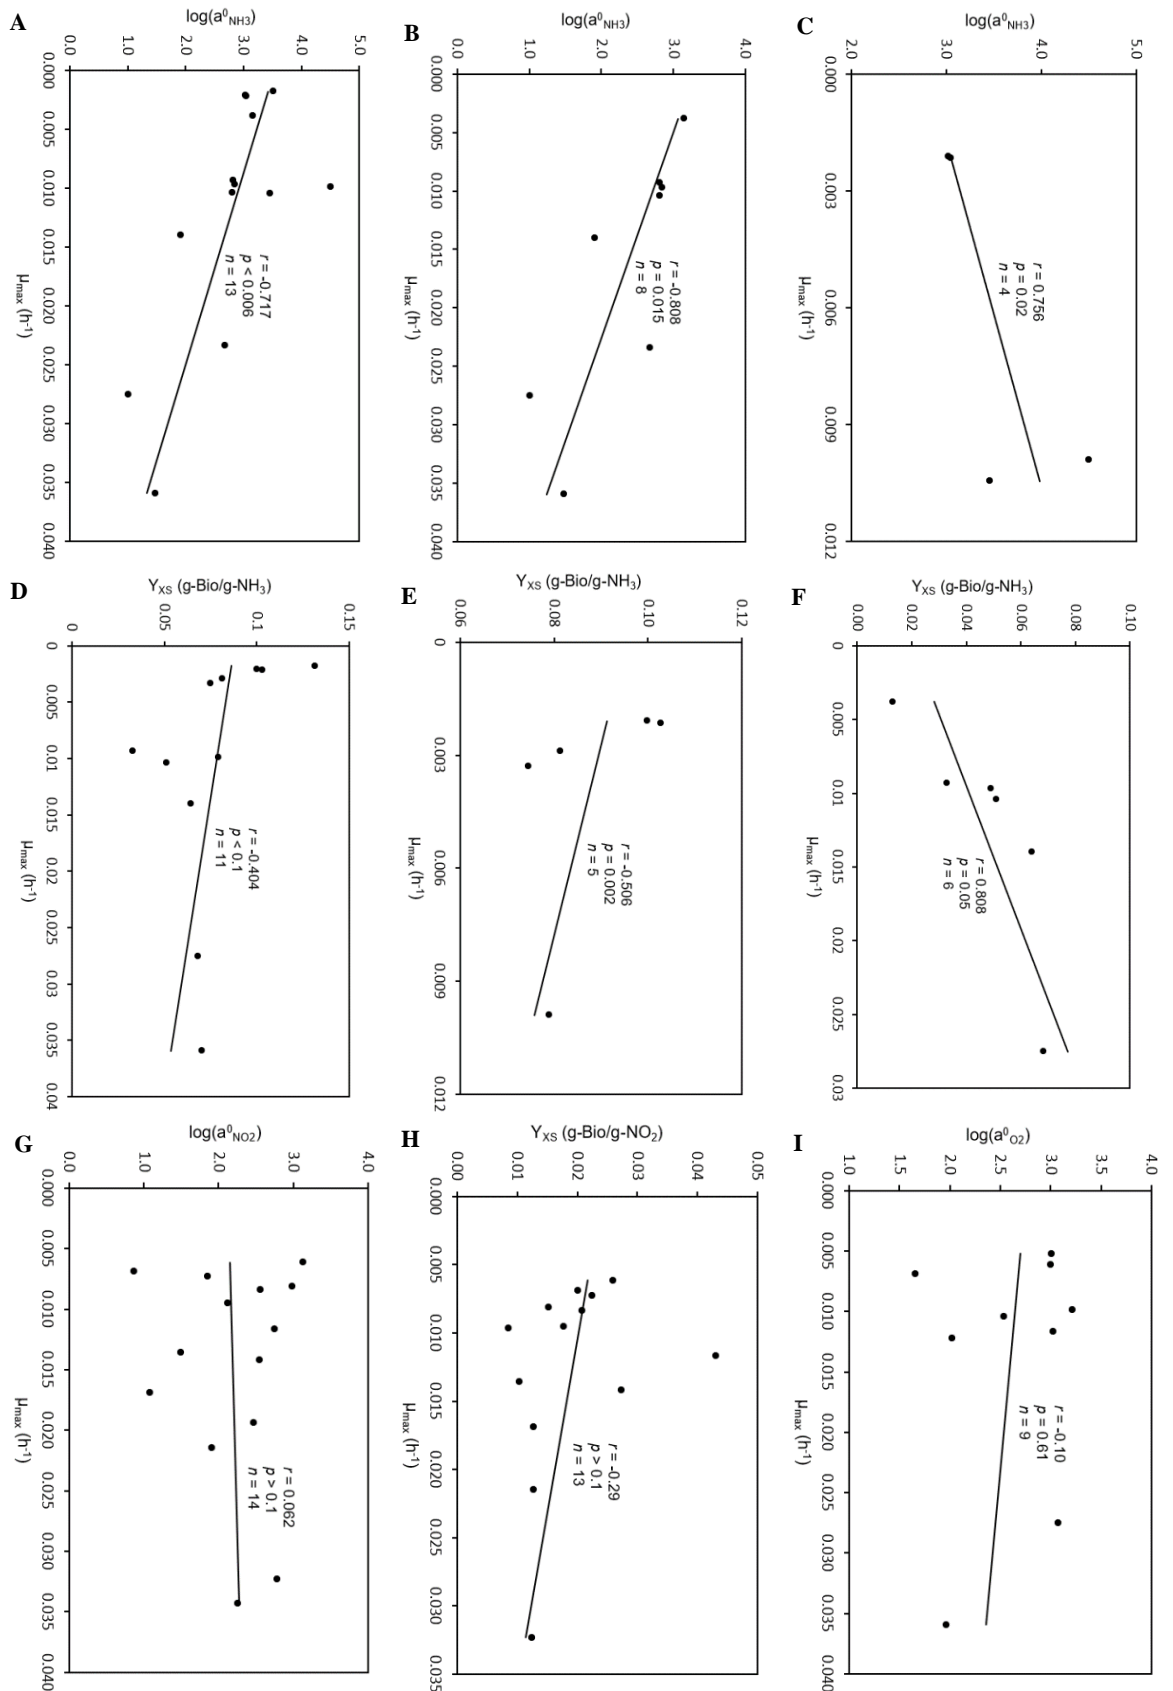 A
log(a⁰NH3)
0.0
1.0
2.0
3.0
4.0
5.0
0.000
0.005
0.010
0.015
0.020
0.025
0.030
0.035
0.040
μmax (h-1)
r = -0.717
p < 0.006
n = 13
B
log(a⁰NH3)
0.0
1.0
2.0
3.0
4.0
0.000
0.005
0.010
0.015
0.020
0.025
0.030
0.035
0.040
μmax (h-1)
r = -0.808
p = 0.015
n = 8
C
log(a⁰NH3)
2.0
3.0
4.0
5.0
0.000
0.003
0.006
0.009
0.012
μmax (h-1)
r = 0.756
p = 0.02
n = 4
D
YXS (g-Bio/g-NH3)
0
0.05
0.1
0.15
0
0.005
0.01
0.015
0.02
0.025
0.03
0.035
0.04
μmax (h-1)
r = -0.404
p < 0.1
n = 11
E
YXS (g-Bio/g-NH3)
0.06
0.08
0.10
0.12
0
0.003
0.006
0.009
0.012
μmax (h-1)
r = -0.506
p = 0.002
n = 5
F
YXS (g-Bio/g-NH3)
0.00
0.02
0.04
0.06
0.08
0.10
0
0.005
0.01
0.015
0.02
0.025
0.03
μmax (h-1)
r = 0.808
p = 0.05
n = 6
G
log(a⁰NO2)
0.0
1.0
2.0
3.0
4.0
0.000
0.005
0.010
0.015
0.020
0.025
0.030
0.035
0.040
μmax (h-1)
r = 0.062
p > 0.1
n = 14
H
YXS (g-Bio/g-NO2)
0.00
0.01
0.02
0.03
0.04
0.05
0.000
0.005
0.010
0.015
0.020
0.025
0.030
0.035
μmax (h-1)
r = -0.29
p > 0.1
n = 13
I
log(a⁰O2)
1.0
1.5
2.0
2.5
3.0
3.5
4.0
0.000
0.005
0.010
0.015
0.020
0.025
0.030
0.035
0.040
μmax (h-1)
r = -0.10
p = 0.61
n = 9